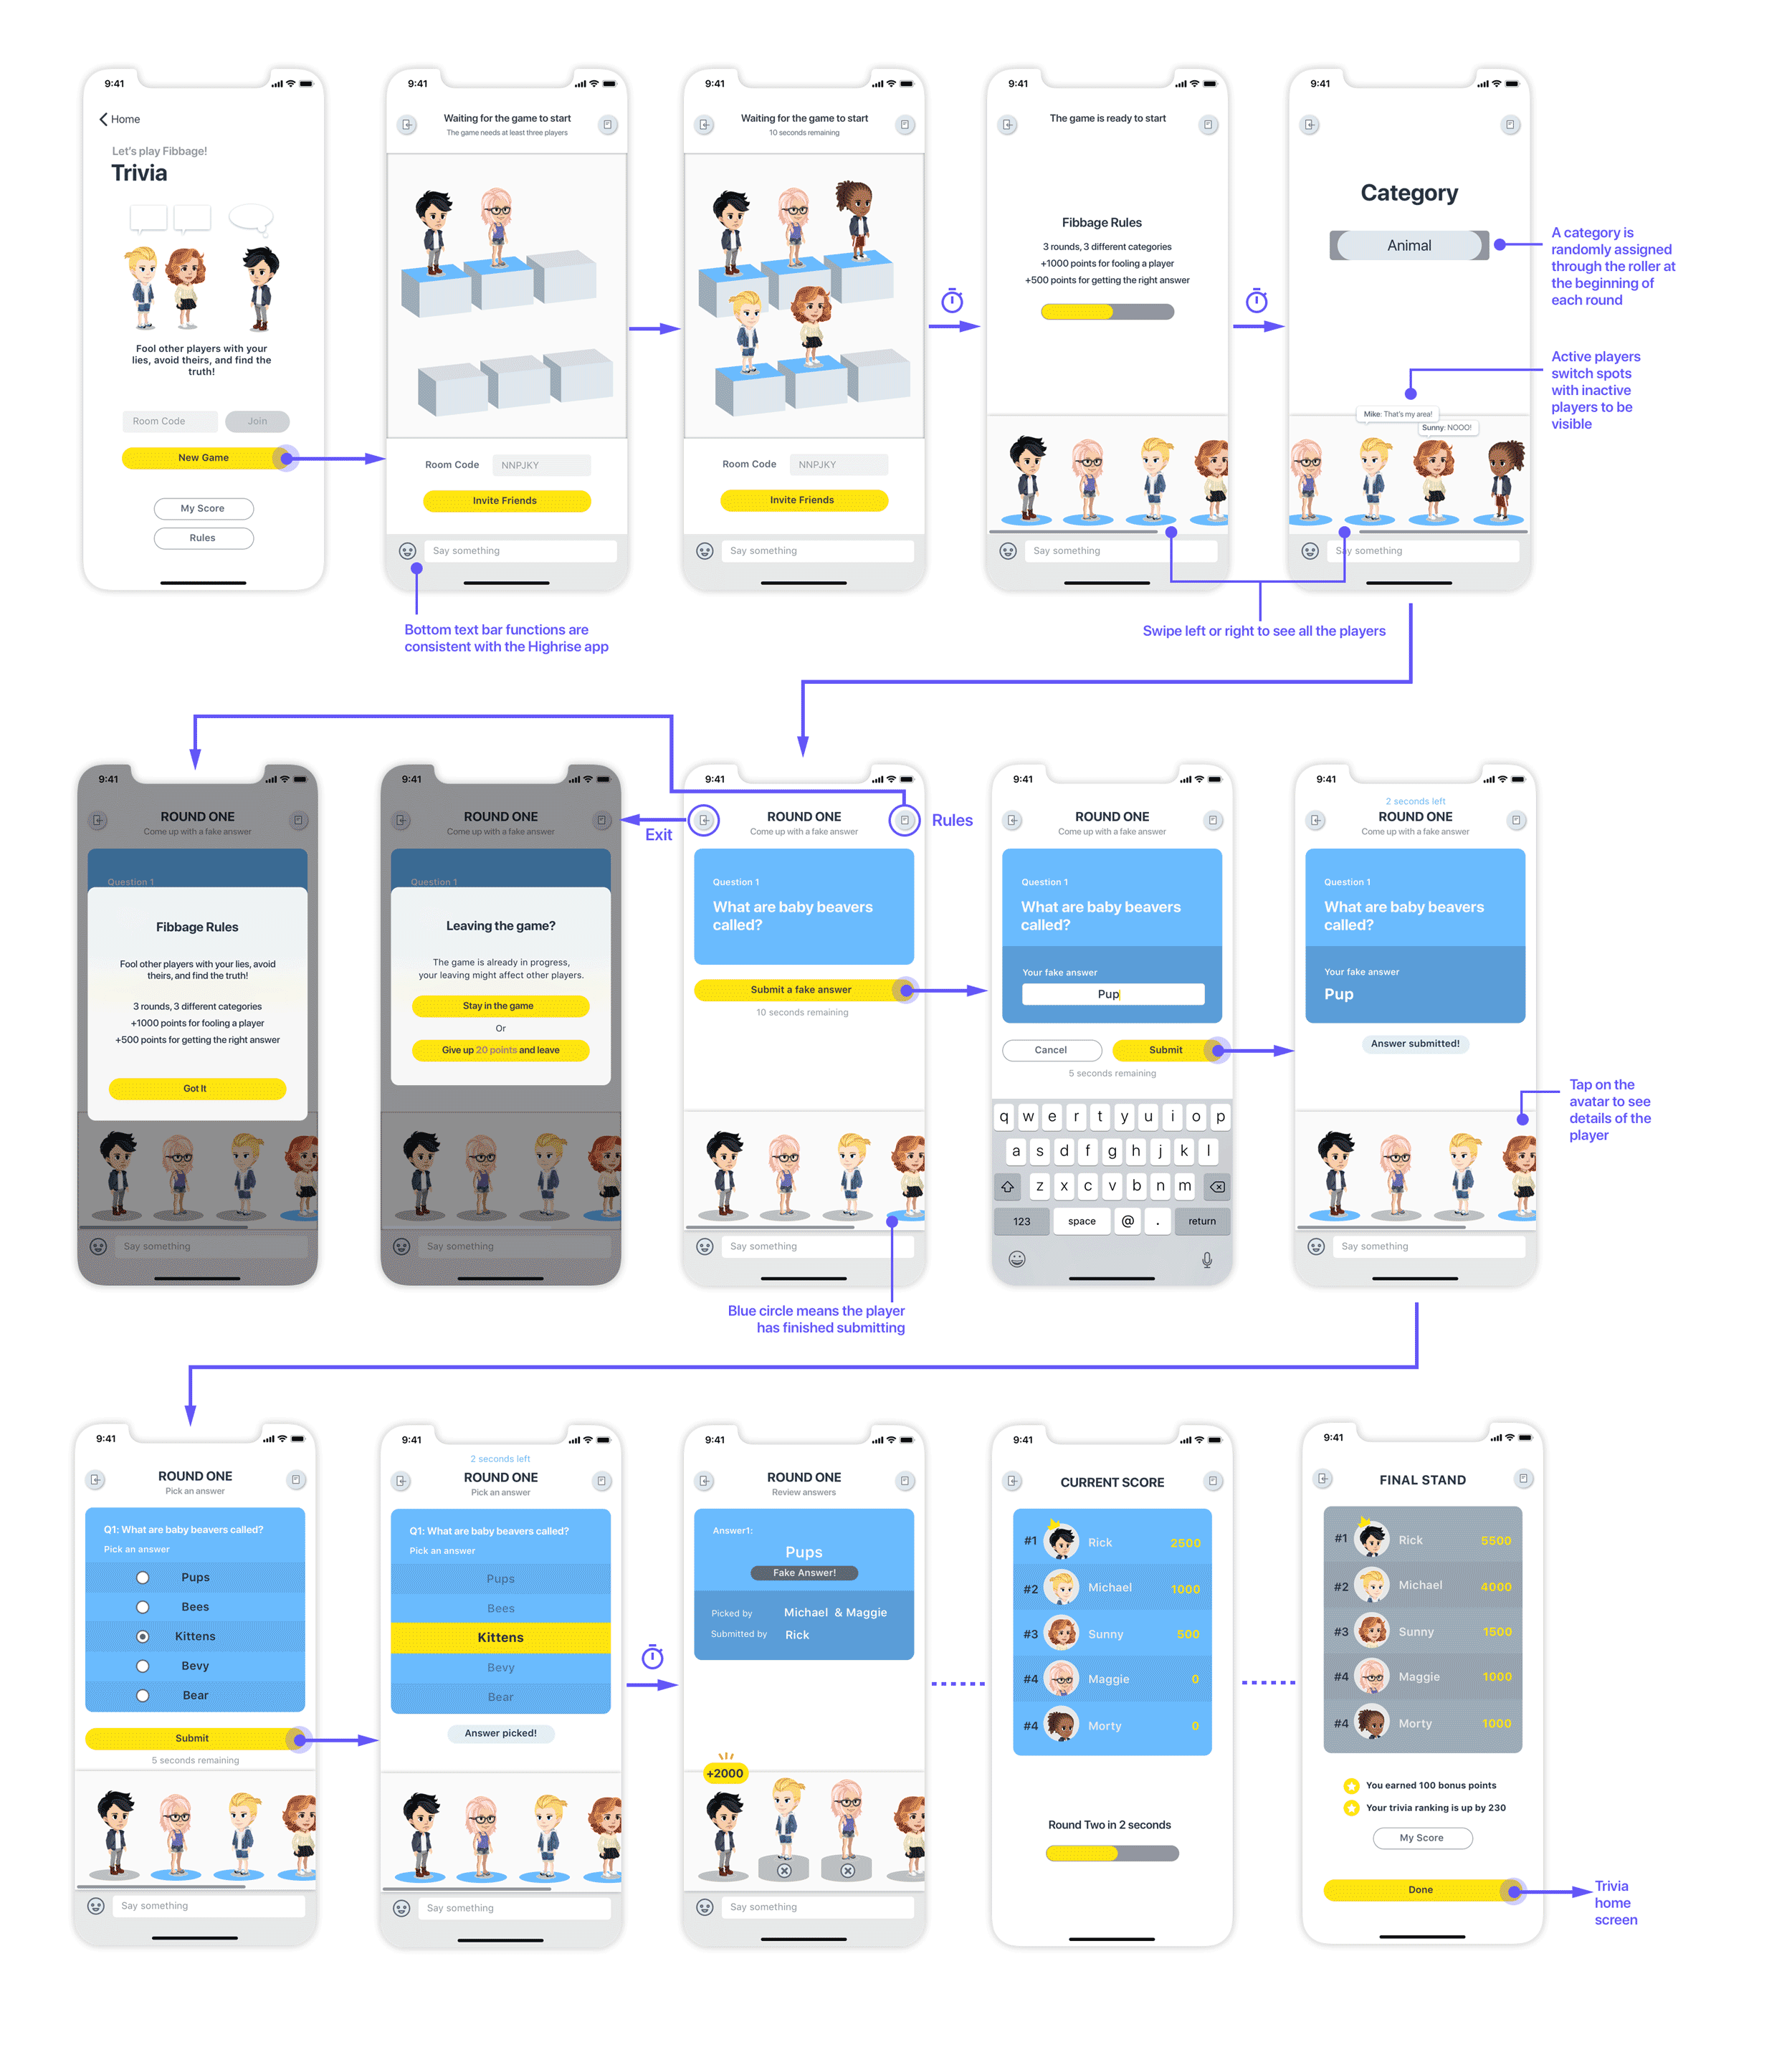 9:41
Home
Let's play Fibbage!
Trivia
Fool other players with your
lies, avoid theirs, and find the
truth!
Room Code
Join
New Game
My Score
Rules
9:41
Waiting for the game to start
The game needs at least three players
Room Code
NNPJKY
Invite Friends
Say something
Bottom text bar functions are
consistent with the Highrise app
9:41
Waiting for the game to start
10 seconds remaining
Room Code
NNPJKY
Invite Friends
Say something
9:41
The game is ready to start
Fibbage Rules
3 rounds, 3 different categories
+1000 points for fooling a player
+500 points for getting the right answer
Say something
9:41
Category
Animal
Mike: That's my area!
Sunny: NOOO!
Say something
A category is
randomly assigned
through the roller at
the beginning of
each round
Active players
switch spots
with inactive
players to be
visible
Swipe left or right to see all the players
9:41
ROUND ONE
Come up with a fake answer
Question 1
Fibbage Rules
Fool other players with your lies, avoid
theirs, and find the truth!
3 rounds, 3 different categories
+1000 points for fooling a player
+500 points for getting the right answer
Got It
Say something
9:41
ROUND ONE
Come up with a fake answer
Question 1
Leaving the game?
The game is already in progress,
your leaving might affect other players.
Stay in the game
Or
Give up 20 points and leave
Say something
Exit
9:41
ROUND ONE
Come up with a fake answer
Question 1
What are baby beavers
called?
Submit a fake answer
10 seconds remaining
Say something
Rules
Blue circle means the player
has finished submitting
9:41
ROUND ONE
Come up with a fake answer
Question 1
What are baby beavers
called?
Your fake answer
Pup
Cancel
Submit
5 seconds remaining
q w e r t y u i o p
a s d f g h j k l
z x c v b n m
123 space @ . return
9:41
2 seconds left
ROUND ONE
Come up with a fake answer
Question 1
What are baby beavers
called?
Your fake answer
Pup
Answer submitted!
Say something
Tap on the
avatar to see
details of the
player
9:41
ROUND ONE
Pick an answer
Q1: What are baby beavers called?
Pick an answer
Pups
Bees
Kittens
Bevy
Bear
Submit
5 seconds remaining
Say something
9:41
2 seconds left
ROUND ONE
Pick an answer
Q1: What are baby beavers called?
Pick an answer
Pups
Bees
Kittens
Bevy
Bear
Answer picked!
Say something
9:41
ROUND ONE
Review answers
Answer1:
Pups
Fake Answer!
Picked by Michael & Maggie
Submitted by Rick
+2000
Say something
9:41
CURRENT SCORE
#1 Rick 2500
#2 Michael 1000
#3 Sunny 500
#4 Maggie 0
#4 Morty 0
Round Two in 2 seconds
9:41
FINAL STAND
#1 Rick 5500
#2 Michael 4000
#3 Sunny 1500
#4 Maggie 1000
#4 Morty 1000
You earned 100 bonus points
Your trivia ranking is up by 230
My Score
Done
Trivia
home
screen